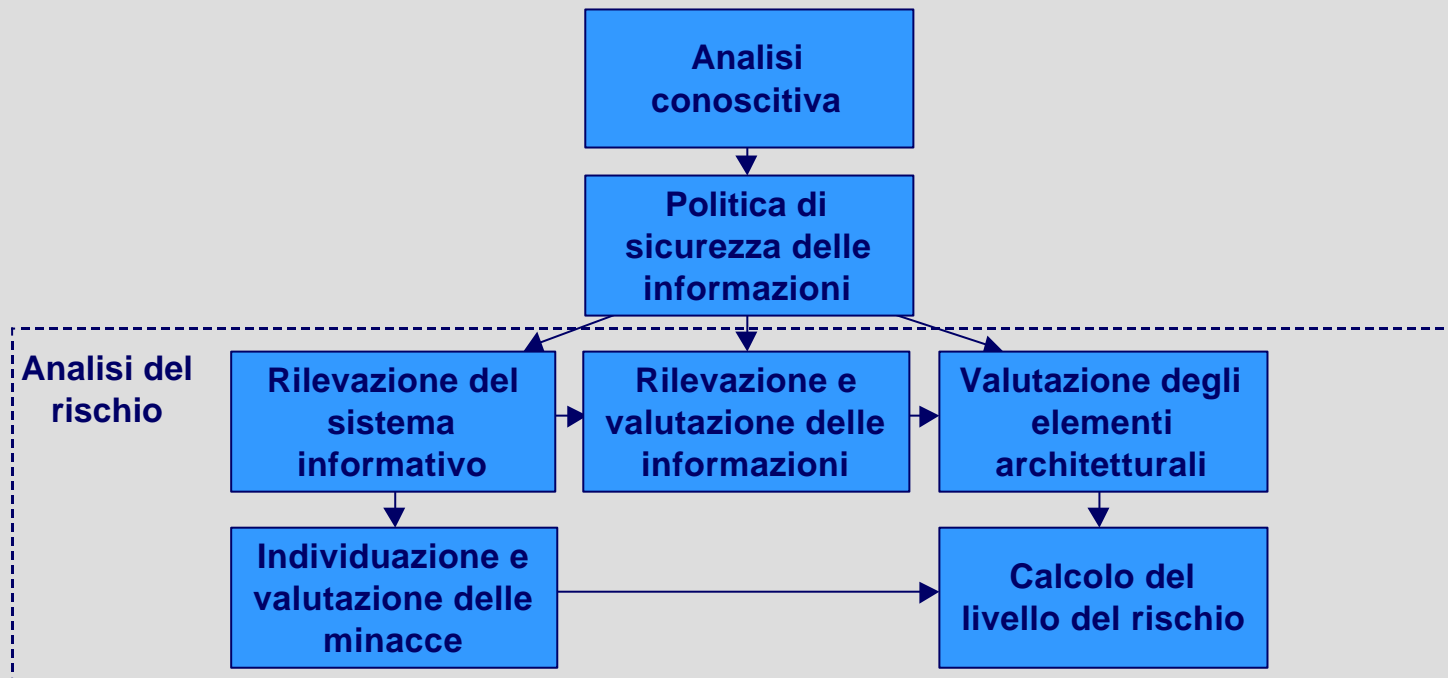 Analisi
conoscitiva
Politica di
sicurezza delle
informazioni
Analisi del
rischio
Rilevazione del
sistema
informativo
Rilevazione e
valutazione delle
informazioni
Valutazione degli
elementi
architetturali
Individuazione e
valutazione delle
minacce
Calcolo del
livello del rischio